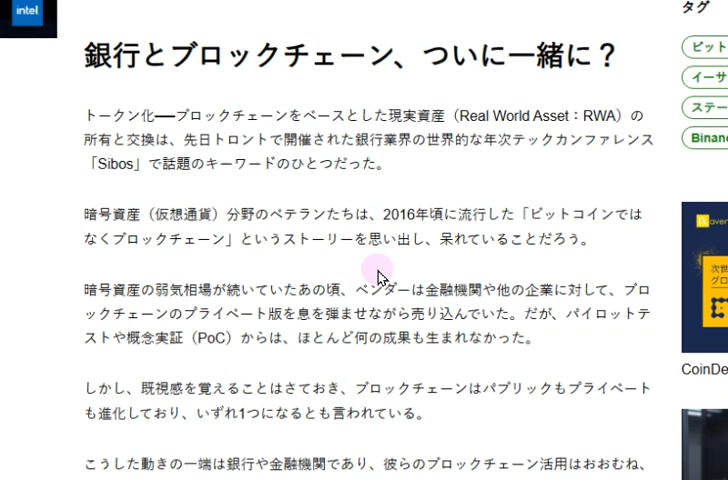 intel
銀行とブロックチェーン、ついに一緒に？
トークン化━━ブロックチェーンをベースとした現実資産（Real World Asset：RWA）の
所有と交換は、先日トロントで開催された銀行業界の世界的な年次テックカンファレンス
「Sibos」で話題のキーワードのひとつだった。
暗号資産（仮想通貨）分野のベテランたちは、2016年頃に流行した「ビットコインでは
なくブロックチェーン」というストーリーを思い出し、呆れていることだろう。
暗号資産の弱気相場が続いていたあの頃、ベンダーは金融機関や他の企業に対して、ブロ
ックチェーンのプライベート版を息を弾ませながら売り込んでいた。だが、パイロットテ
ストや概念実証（PoC）からは、ほとんど何の成果も生まれなかった。
しかし、既視感を覚えることはさておき、ブロックチェーンはパブリックもプライベート
も進化しており、いずれ1つになるとも言われている。
こうした動きの一端は銀行や金融機関であり、彼らのブロックチェーン活用はおおむね、
タグ
ビット
イーサ
ステー
Binanc
次世
グロ
CoinDe